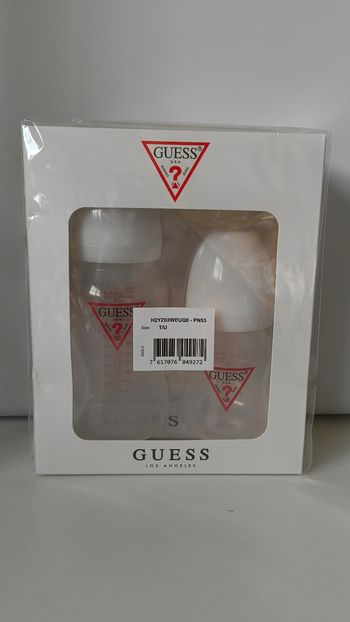 GUESS®
U.S.A.
?
H2YZ02WEUQ0 - PN53
Size T/U
7 617076 849272
GUESS
?
GUESS
?
S/S
GUESS
LOS ANGELES